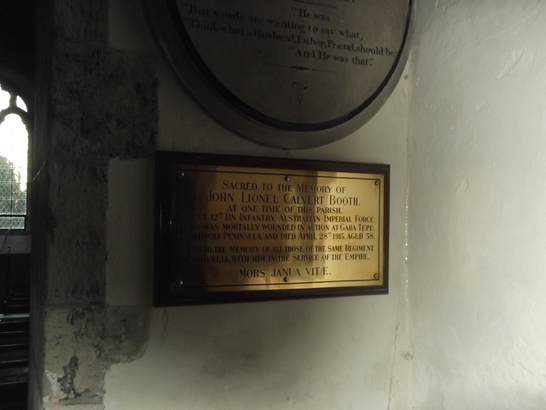 "He was....
"But words are wanting to say what,
"Think what a Husband, Father, Friend, should be,
"And He was that".
SACRED TO THE MEMORY OF
JOHN LIONEL CALVERT BOOTH,
AT ONE TIME OF THIS PARISH.
12TH BN INFANTRY AUSTRALIAN IMPERIAL FORCE.
WHO WAS MORTALLY WOUNDED IN ACTION AT GABA TEPE,
GALLIPOLI PENINSULA AND DIED APRIL 28TH 1915. AGED 38.
TO THE MEMORY OF ALL THOSE OF THE SAME REGIMENT
WHO FELL WITH HIM IN THE SERVICE OF THE EMPIRE.
MORS JANUA VITÆ.